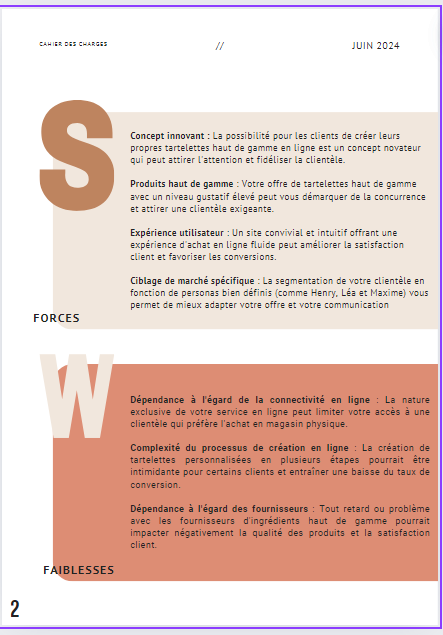 CAHIER DES CHARGES
//
JUIN 2024
S
Concept innovant : La possibilité pour les clients de créer leurs
propres tartelettes haut de gamme en ligne est un concept novateur
qui peut attirer l'attention et fidéliser la clientèle.
Produits haut de gamme : Votre offre de tartelettes haut de gamme
avec un niveau gustatif élevé peut vous démarquer de la concurrence
et attirer une clientèle exigeante.
Expérience utilisateur : Un site convivial et intuitif offrant une
expérience d'achat en ligne fluide peut améliorer la satisfaction
client et favoriser les conversions.
Ciblage de marché spécifique : La segmentation de votre clientèle en
fonction de personas bien définis (comme Henry, Léa et Maxime) vous
permet de mieux adapter votre offre et votre communication
FORCES
W
Dépendance à l'égard de la connectivité en ligne : La nature
exclusive de votre service en ligne peut limiter votre accès à une
clientèle qui préfère l'achat en magasin physique.
Complexité du processus de création en ligne : La création de
tartelettes personnalisées en plusieurs étapes pourrait être
intimidante pour certains clients et entraîner une baisse du taux de
conversion.
Dépendance à l'égard des fournisseurs : Tout retard ou problème
avec les fournisseurs d'ingrédients haut de gamme pourrait
impacter négativement la qualité des produits et la satisfaction
client.
FAIBLESSES
2